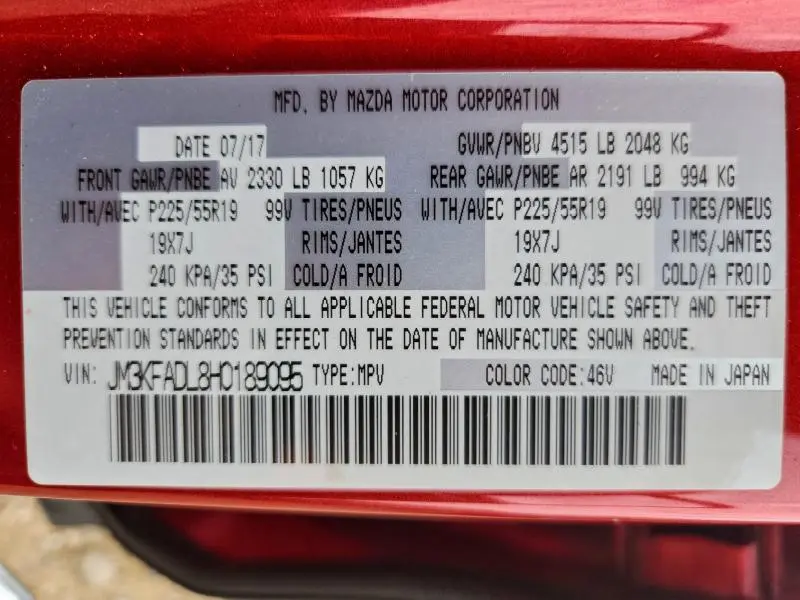 MFD. BY MAZDA MOTOR CORPORATION
DATE 07/17 GVWR/PNBV 4515 LB 2048 KG
FRONT GAWR/PNBE AV 2330 LB 1057 KG REAR GAWR/PNBE AR 2191 LB 994 KG
WITH/AVEC P225/55R19 99V TIRES/PNEUS WITH/AVEC P225/55R19 99V TIRES/PNEUS
19X7J RIMS/JANTES 19X7J RIMS/JANTES
240 KPA/35 PSI COLD/A FROID 240 KPA/35 PSI COLD/A FROID
THIS VEHICLE CONFORMS TO ALL APPLICABLE FEDERAL MOTOR VEHICLE SAFETY AND THEFT
PREVENTION STANDARDS IN EFFECT ON THE DATE OF MANUFACTURE SHOWN ABOVE.
VIN: JM3KFADL8H0189095 TYPE:MPV COLOR CODE:46V MADE IN JAPAN